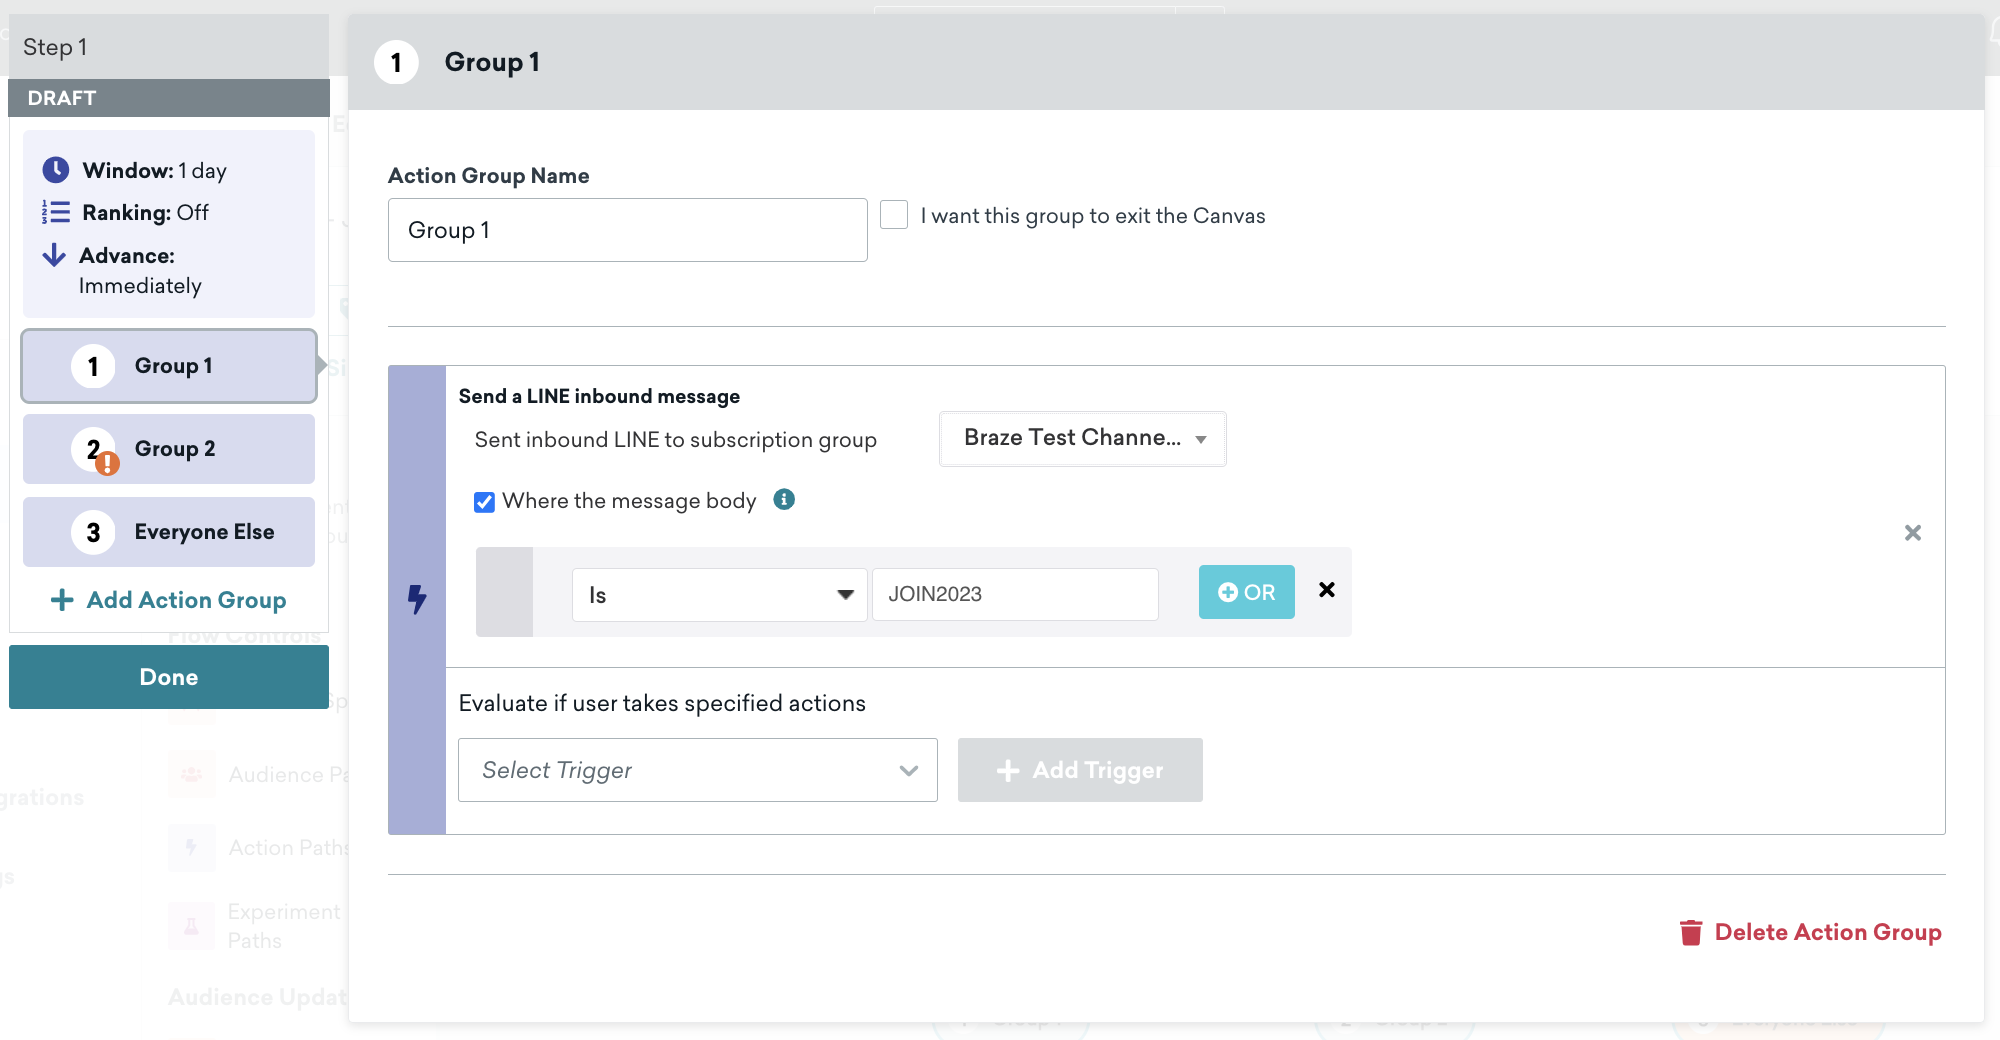 Step 1
DRAFT
Window: 1 day
Ranking: Off
Advance:
Immediately
1 Group 1
2 Group 2
3 Everyone Else
Add Action Group
Flow Controls
Done
Audience Pa
grations
Action Paths
gs
Experiment
Paths
Audience Updat
1 Group 1
Action Group Name
Group 1
I want this group to exit the Canvas
Send a LINE inbound message
Sent inbound LINE to subscription group
Braze Test Channe...
Where the message body
Is
JOIN2023
OR
Evaluate if user takes specified actions
Select Trigger
Add Trigger
Delete Action Group